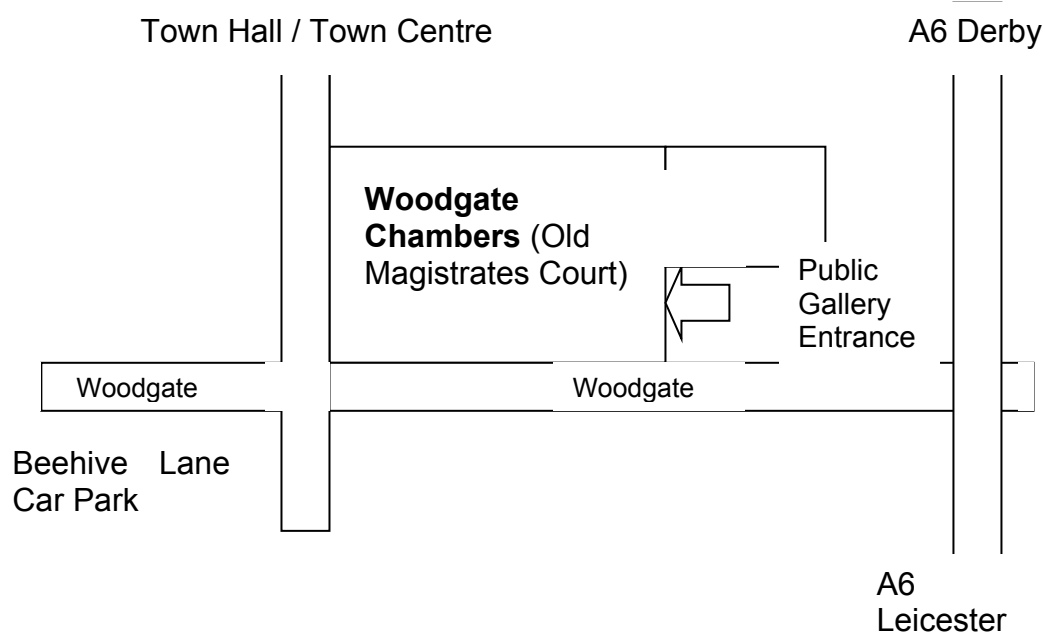 Town Hall / Town Centre
A6 Derby
Woodgate
Chambers (Old
Magistrates Court)
Public
Gallery
Entrance
Woodgate
Woodgate
Beehive Lane
Car Park
A6
Leicester